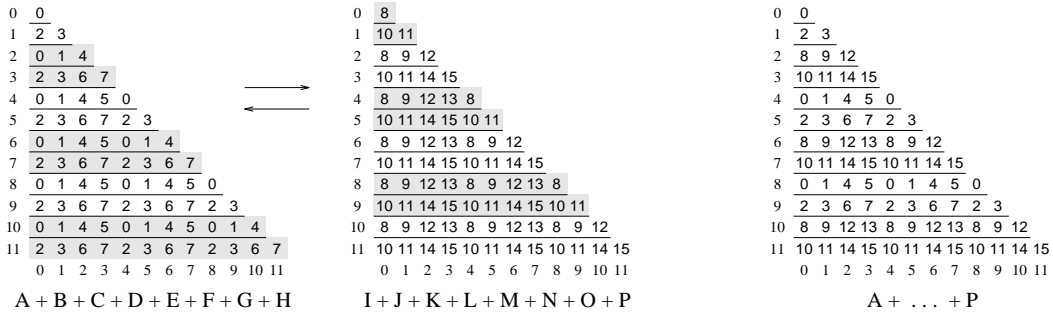 0 0
1 2 3
2 0 1 4
3 2 3 6 7
4 0 1 4 5 0
5 2 3 6 7 2 3
6 0 1 4 5 0 1 4
7 2 3 6 7 2 3 6 7
8 0 1 4 5 0 1 4 5 0
9 2 3 6 7 2 3 6 7 2 3
10 0 1 4 5 0 1 4 5 0 1 4
11 2 3 6 7 2 3 6 7 2 3 6 7
0 1 2 3 4 5 6 7 8 9 10 11
A + B + C + D + E + F + G + H
0 8
1 10 11
2 8 9 12
3 10 11 14 15
4 8 9 12 13 8
5 10 11 14 15 10 11
6 8 9 12 13 8 9 12
7 10 11 14 15 10 11 14 15
8 8 9 12 13 8 9 12 13 8
9 10 11 14 15 10 11 14 15 10 11
10 8 9 12 13 8 9 12 13 8 9 12
11 10 11 14 15 10 11 14 15 10 11 14 15
0 1 2 3 4 5 6 7 8 9 10 11
I + J + K + L + M + N + O + P
0 0
1 2 3
2 8 9 12
3 10 11 14 15
4 0 1 4 5 0
5 2 3 6 7 2 3
6 8 9 12 13 8 9 12
7 10 11 14 15 10 11 14 15
8 0 1 4 5 0 1 4 5 0
9 2 3 6 7 2 3 6 7 2 3
10 8 9 12 13 8 9 12 13 8 9 12
11 10 11 14 15 10 11 14 15 10 11 14 15
0 1 2 3 4 5 6 7 8 9 10 11
A + . . . + P